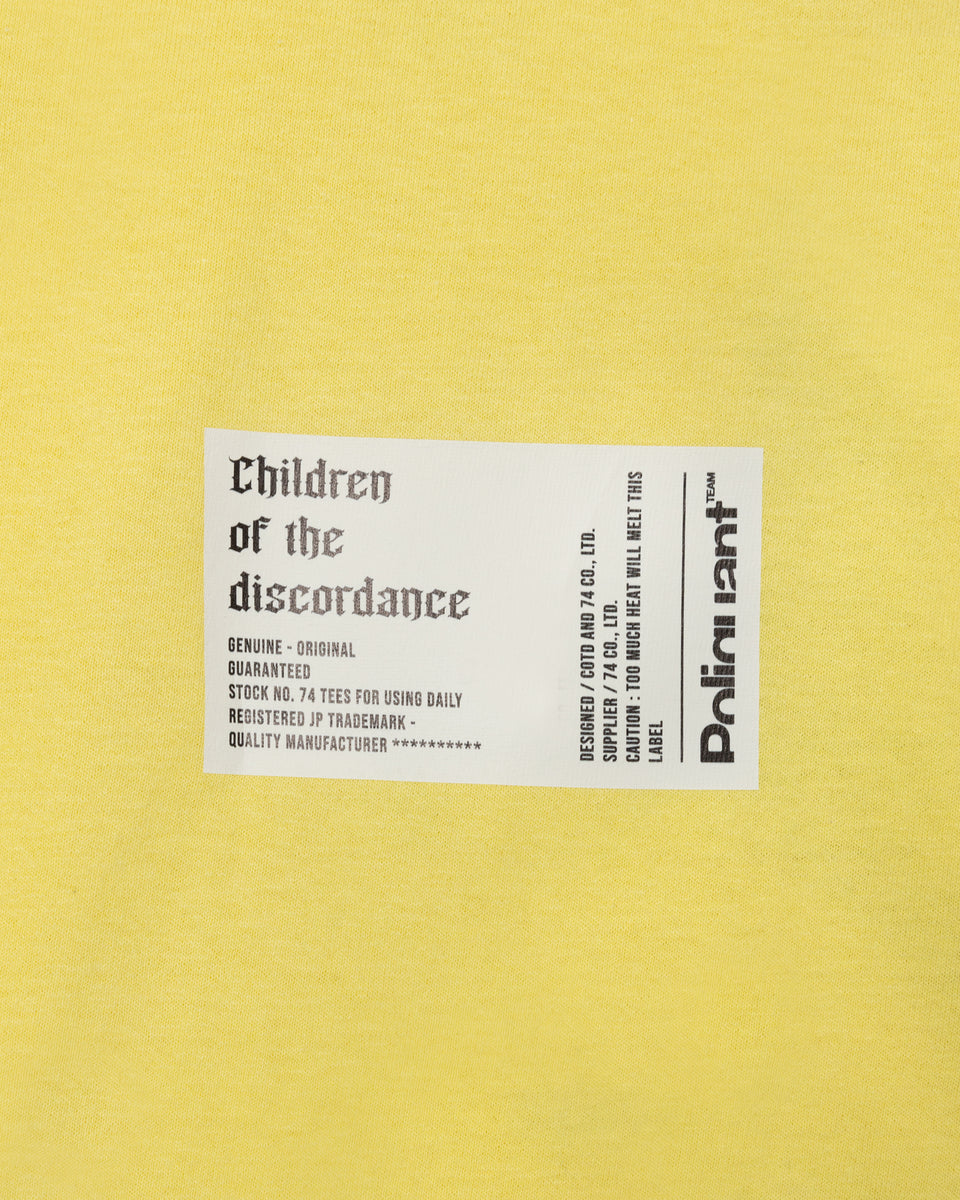 Children
of the
discordance
GENUINE - ORIGINAL
GUARANTEED
STOCK NO. 74 TEES FOR USING DAILY
REGISTERED JP TRADEMARK -
QUALITY MANUFACTURER **********
DESIGNED / COTD AND 74 CO., LTD.
SUPPLIER / 74 CO., LTD.
CAUTION : TOO MUCH HEAT WILL MELT THIS
LABEL
Poliquant TEAM